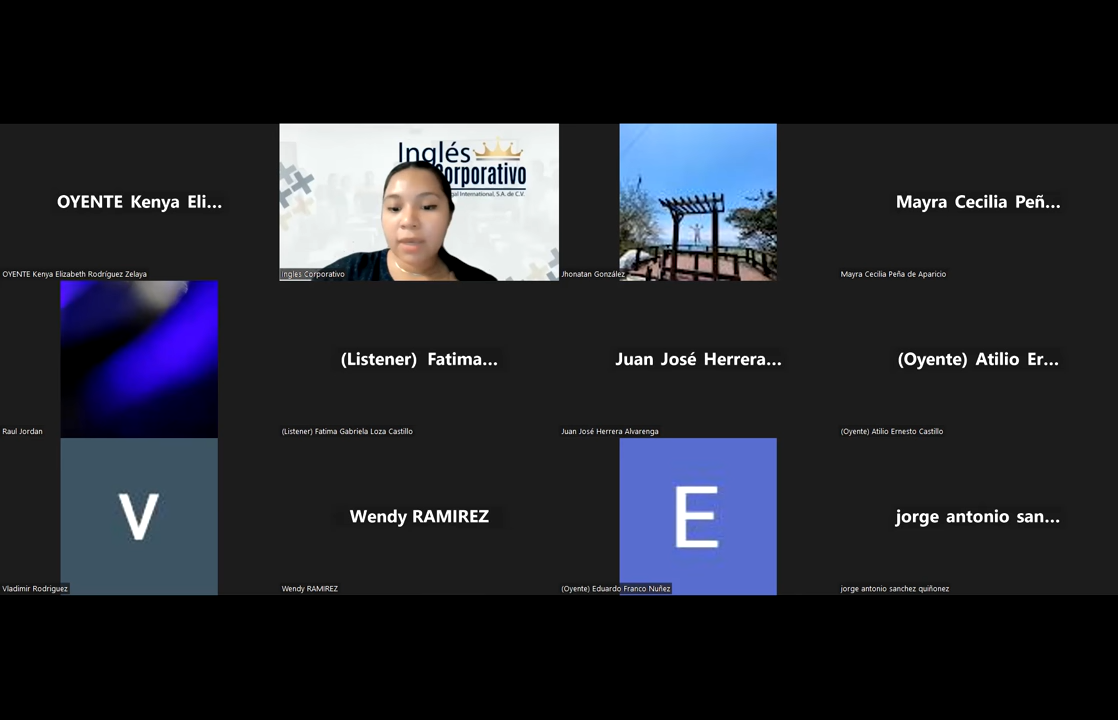 OYENTE Kenya Eli...
OYENTE Kenya Elizabeth Rodríguez Zelaya
Inglés
Corporativo
gal International, S.A. de C.V.
Ingles Corporativo
Jhonatan González
Mayra Cecilia Peñ...
Mayra Cecilia Peña de Aparicio
Raul Jordan
(Listener) Fatima...
(Listener) Fatima Gabriela Loza Castillo
Juan José Herrera...
Juan José Herrera Alvarenga
(Oyente) Atilio Er...
(Oyente) Atilio Ernesto Castillo
V
Vladimir Rodriguez
Wendy RAMIREZ
Wendy RAMIREZ
E
(Oyente) Eduardo Franco Nuñez
jorge antonio san...
jorge antonio sanchez quiñonez